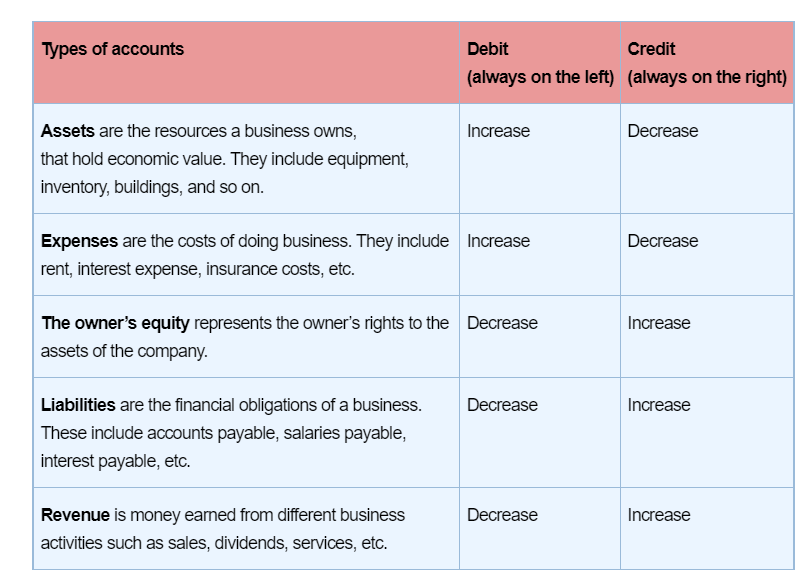 Types of accounts
Debit
(always on the left)
Credit
(always on the right)
Assets are the resources a business owns,
that hold economic value. They include equipment,
inventory, buildings, and so on.
Increase
Decrease
Expenses are the costs of doing business. They include
rent, interest expense, insurance costs, etc.
Increase
Decrease
The owner’s equity represents the owner’s rights to the
assets of the company.
Decrease
Increase
Liabilities are the financial obligations of a business.
These include accounts payable, salaries payable,
interest payable, etc.
Decrease
Increase
Revenue is money earned from different business
activities such as sales, dividends, services, etc.
Decrease
Increase